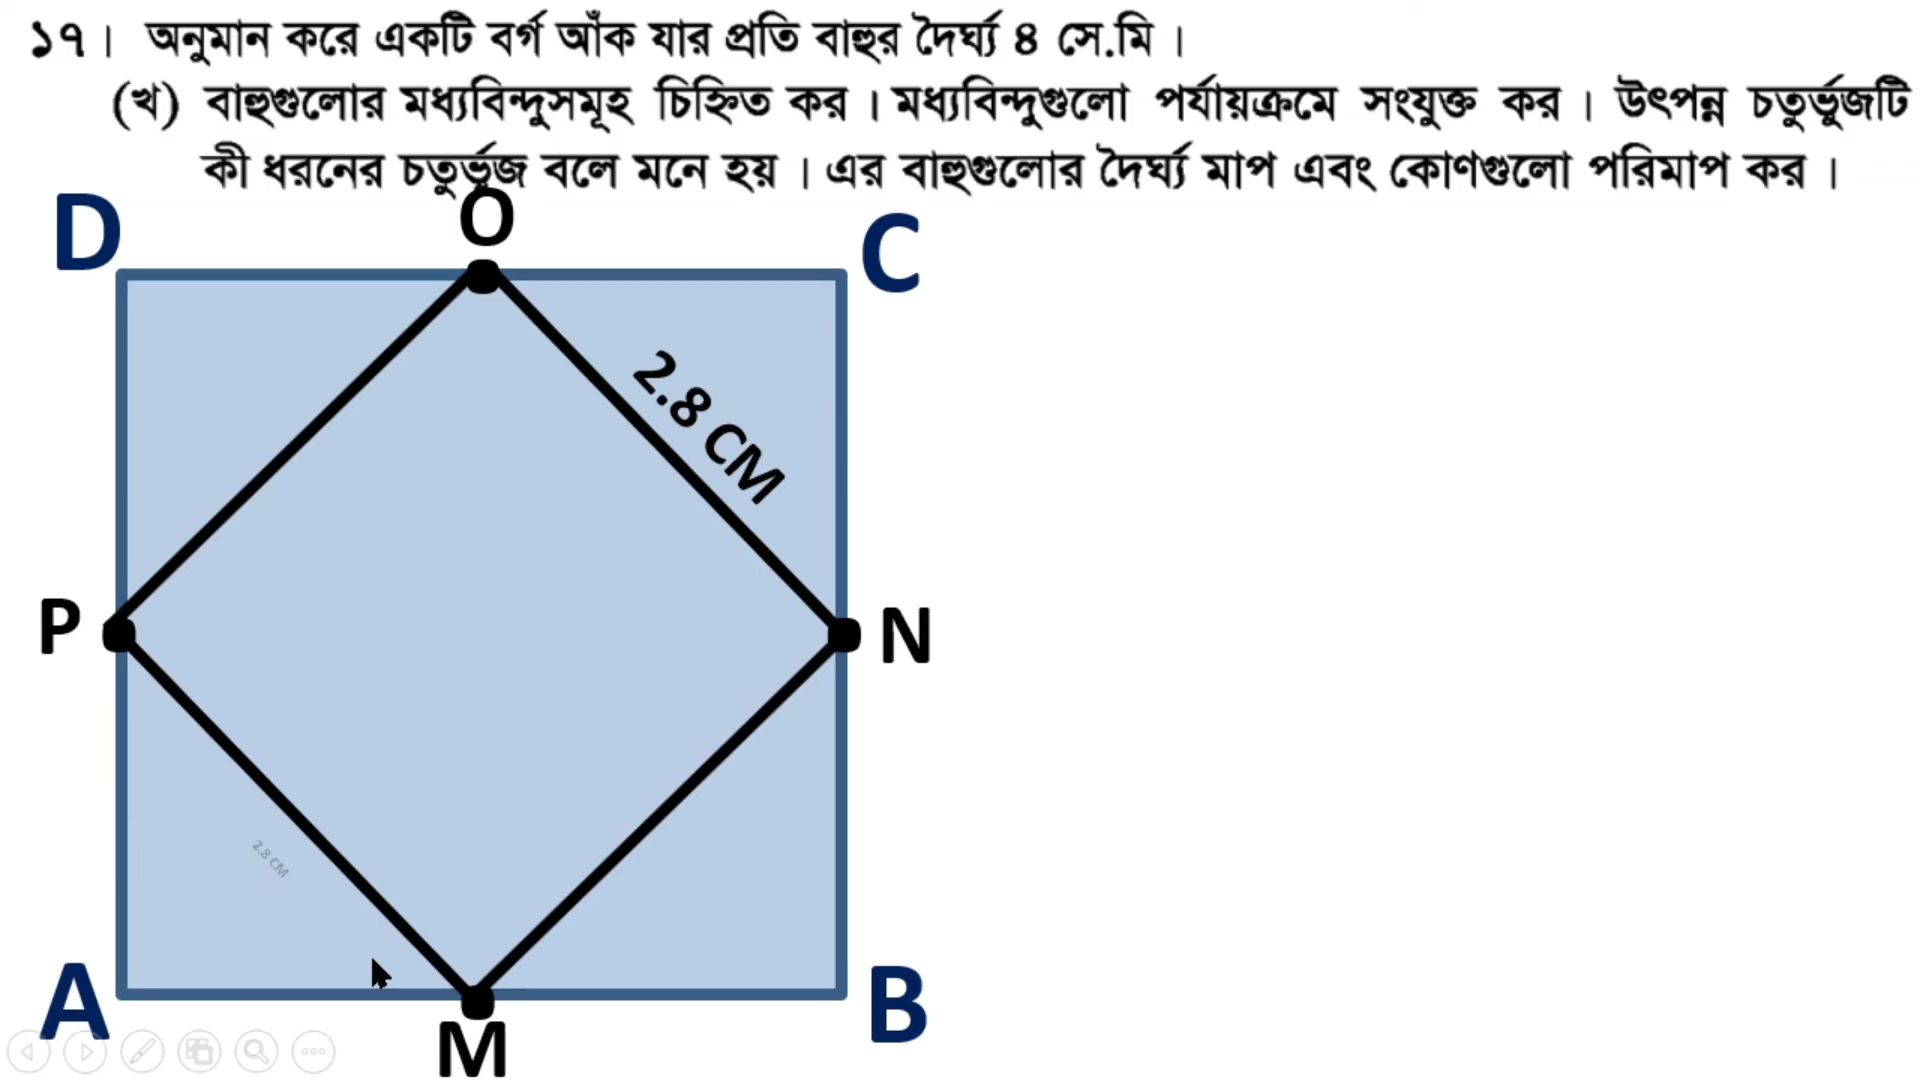 ১৭। অনুমান করে একটি বর্গ আঁক যার প্রতি বাহুর দৈর্ঘ্য ৪ সে.মি।
(খ) বাহুগুলোর মধ্যবিন্দুসমূহ চিহ্নিত কর। মধ্যবিন্দুগুলো পর্যায়ক্রমে সংযুক্ত কর। উৎপন্ন চতুর্ভুজটি
কী ধরনের চতুর্ভুজ বলে মনে হয়। এর বাহুগুলোর দৈর্ঘ্য মাপ এবং কোণগুলো পরিমাপ কর।
D
O
C
2.8 CM
P
N
2.8 CM
A
M
B